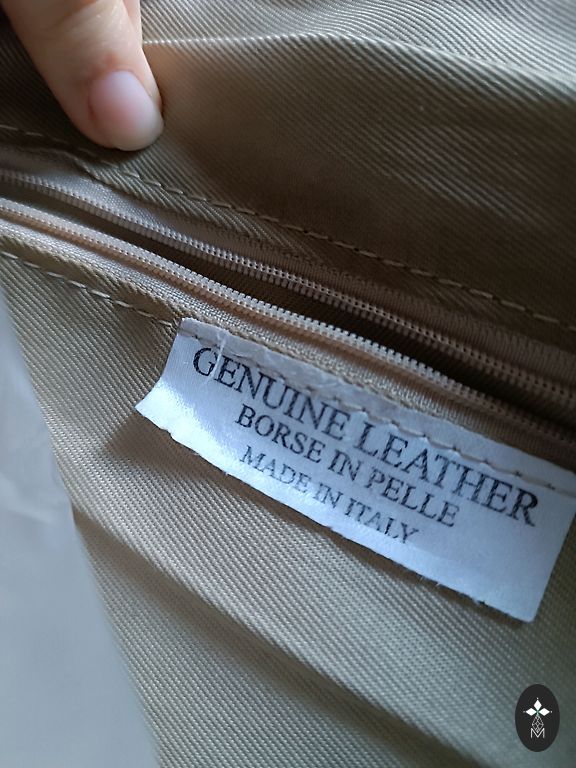 GENUINE LEATHER
BORSE IN PELLE
MADE IN ITALY
M